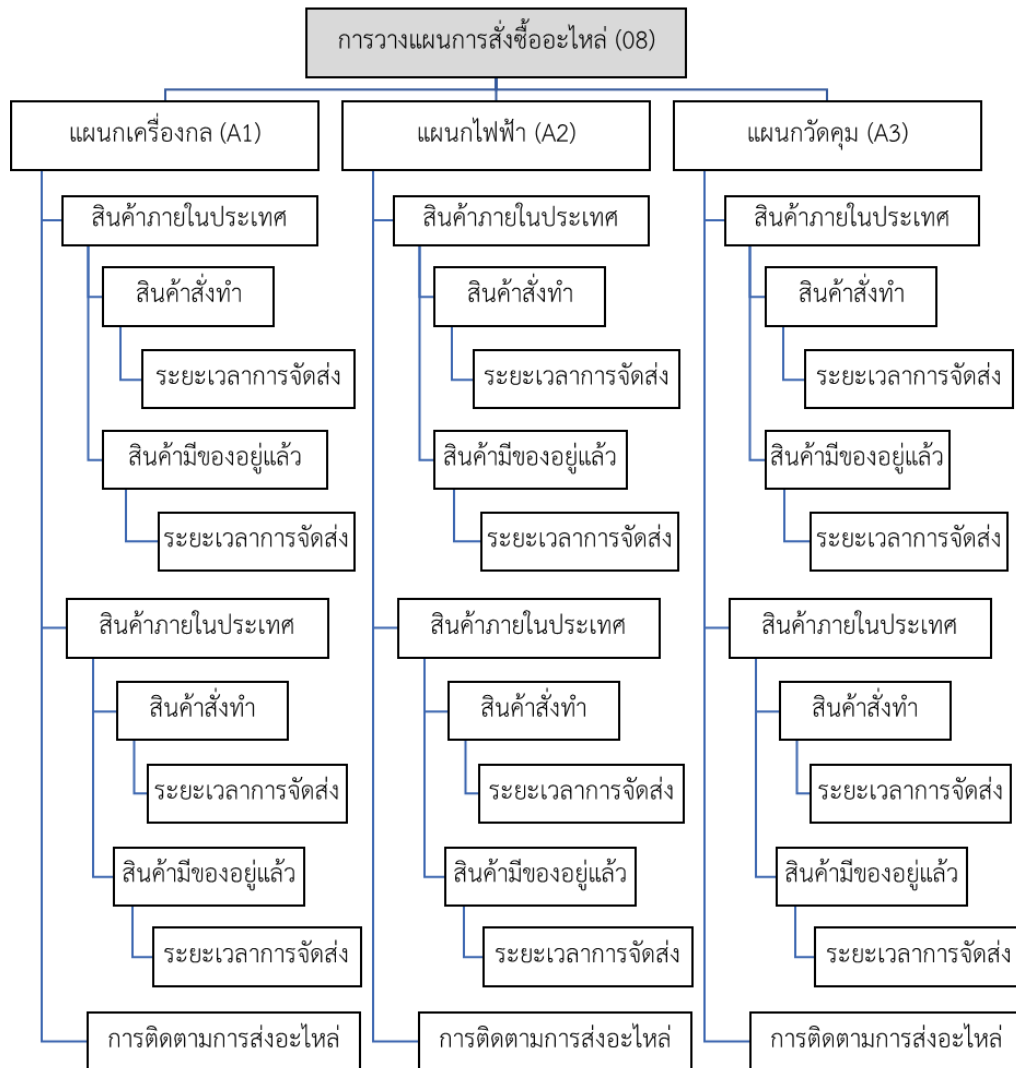 การวางแผนการสั่งซื้ออะไหล่ (08)
แผนกเครื่องกล (A1)
สินค้าภายในประเทศ
สินค้าสั่งทำ
ระยะเวลาการจัดส่ง
สินค้ามีของอยู่แล้ว
ระยะเวลาการจัดส่ง
สินค้าภายในประเทศ
สินค้าสั่งทำ
ระยะเวลาการจัดส่ง
สินค้ามีของอยู่แล้ว
ระยะเวลาการจัดส่ง
การติดตามการส่งอะไหล่
แผนกไฟฟ้า (A2)
สินค้าภายในประเทศ
สินค้าสั่งทำ
ระยะเวลาการจัดส่ง
สินค้ามีของอยู่แล้ว
ระยะเวลาการจัดส่ง
สินค้าภายในประเทศ
สินค้าสั่งทำ
ระยะเวลาการจัดส่ง
สินค้ามีของอยู่แล้ว
ระยะเวลาการจัดส่ง
การติดตามการส่งอะไหล่
แผนกวัดคุม (A3)
สินค้าภายในประเทศ
สินค้าสั่งทำ
ระยะเวลาการจัดส่ง
สินค้ามีของอยู่แล้ว
ระยะเวลาการจัดส่ง
สินค้าภายในประเทศ
สินค้าสั่งทำ
ระยะเวลาการจัดส่ง
สินค้ามีของอยู่แล้ว
ระยะเวลาการจัดส่ง
การติดตามการส่งอะไหล่